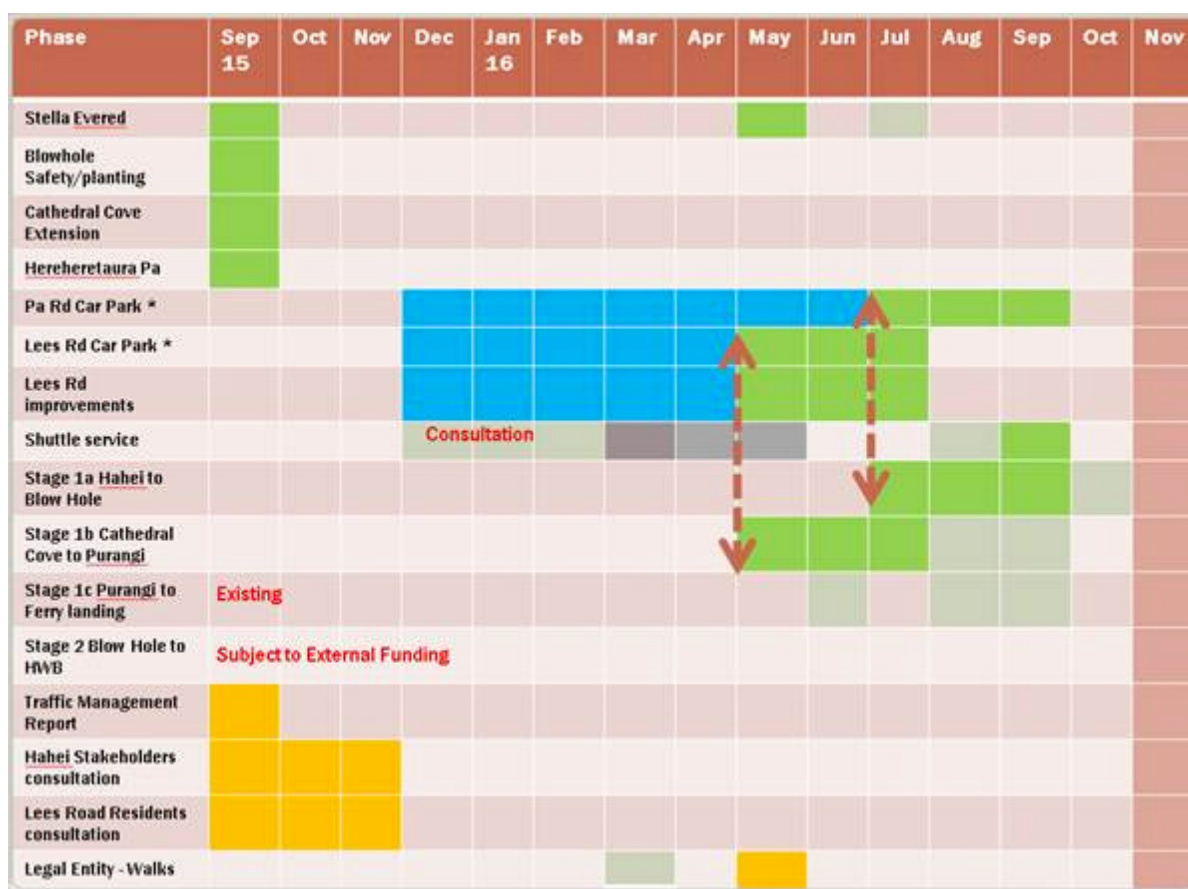 Phase Sep 15 Oct Nov Dec Jan 16 Feb Mar Apr May Jun Jul Aug Sep Oct Nov
Stella Evered
Blowhole
Safety/planting
Cathedral Cove
Extension
Hereheretaura Pa
Pa Rd Car Park *
Lees Rd Car Park *
Lees Rd
improvements
Shuttle service Consultation
Stage 1a Hahei to
Blow Hole
Stage 1b Cathedral
Cove to Purangi
Stage 1c Purangi to
Ferry landing
Existing
Stage 2 Blow Hole to
HWB
Subject to External Funding
Traffic Management
Report
Hahei Stakeholders
consultation
Lees Road Residents
consultation
Legal Entity - Walks